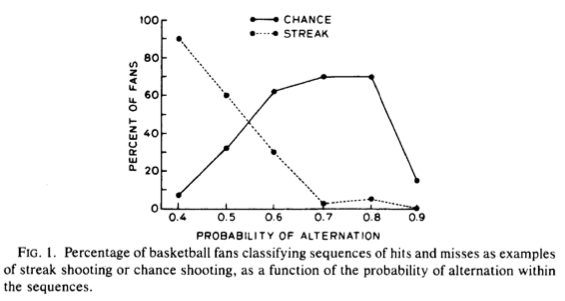 100
80
60
40
20
0
PERCENT OF FANS
CHANCE
STREAK
0.4 0.5 0.6 0.7 0.8 0.9
PROBABILITY OF ALTERNATION
FIG. 1. Percentage of basketball fans classifying sequences of hits and misses as examples
of streak shooting or chance shooting, as a function of the probability of alternation within
the sequences.